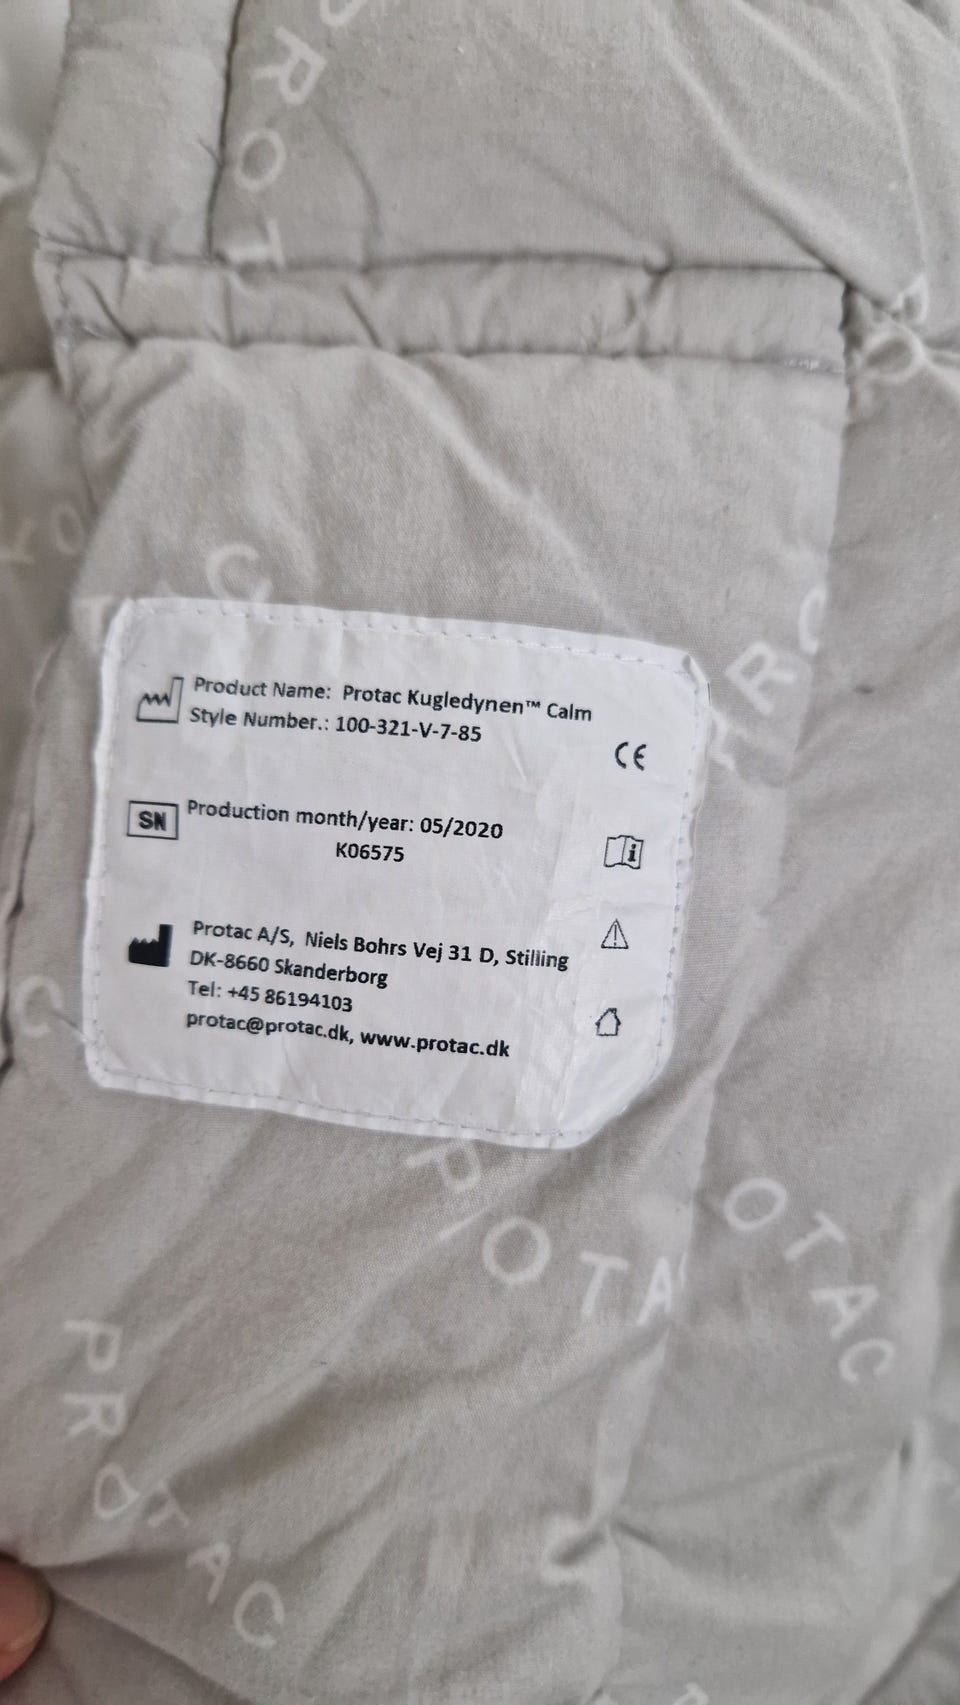 PROTAC
Product Name: Protac Kugledynen™ Calm
Style Number.: 100-321-V-7-85
CE
SN
Production month/year: 05/2020
K06575
i
Protac A/S, Niels Bohrs Vej 31 D, Stilling
DK-8660 Skanderborg
Tel: +45 86194103
protac@protac.dk, www.protac.dk
P OTA
OTAC
PROTAC